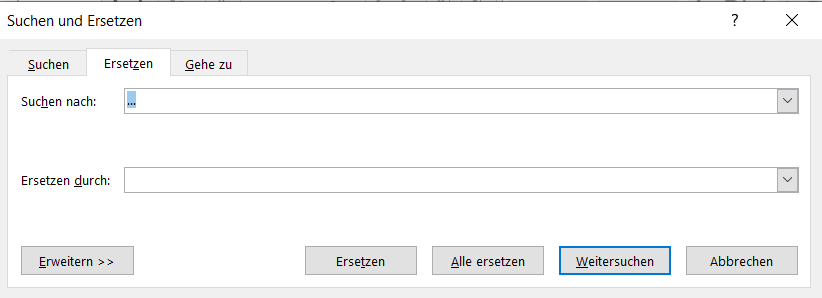 Suchen und Ersetzen ?
Suchen Ersetzen Gehe zu
Suchen nach: ...
Ersetzen durch:
Erweitern >> Ersetzen Alle ersetzen Weitersuchen Abbrechen